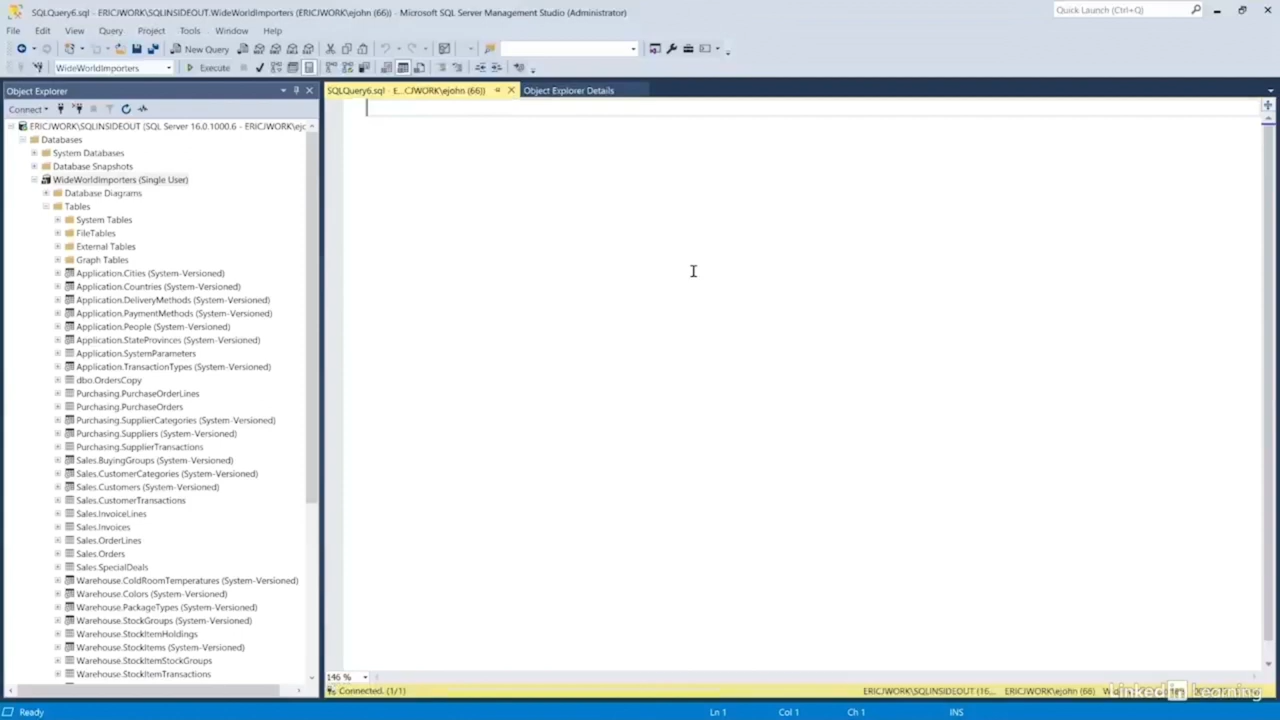 SQLQuery6.sql - ERICJWORK\SQLINSIDEOUT.WideWorldImporters (ERICJWORK\ejohn (66)) - Microsoft SQL Server Management Studio (Administrator)
Quick Launch (Ctrl+Q)
File Edit View Query Project Tools Window Help
New Query
WideWorldImporters
Execute
Object Explorer
SQLQuery6.sql - E...CJWORK\ejohn (66))
Object Explorer Details
Connect
ERICJWORK\SQLINSIDEOUT (SQL Server 16.0.1000.6 - ERICJWORK\ejc
Databases
System Databases
Database Snapshots
WideWorldImporters (Single User)
Database Diagrams
Tables
System Tables
FileTables
External Tables
Graph Tables
Application.Cities (System-Versioned)
Application.Countries (System-Versioned)
Application.DeliveryMethods (System-Versioned)
Application.PaymentMethods (System-Versioned)
Application.People (System-Versioned)
Application.StateProvinces (System-Versioned)
Application.SystemParameters
Application.TransactionTypes (System-Versioned)
dbo.OrdersCopy
Purchasing.PurchaseOrderLines
Purchasing.PurchaseOrders
Purchasing.SupplierCategories (System-Versioned)
Purchasing.Suppliers (System-Versioned)
Purchasing.SupplierTransactions
Sales.BuyingGroups (System-Versioned)
Sales.CustomerCategories (System-Versioned)
Sales.Customers (System-Versioned)
Sales.CustomerTransactions
Sales.InvoiceLines
Sales.Invoices
Sales.OrderLines
Sales.Orders
Sales.SpecialDeals
Warehouse.ColdRoomTemperatures (System-Versioned)
Warehouse.Colors (System-Versioned)
Warehouse.PackageTypes (System-Versioned)
Warehouse.StockGroups (System-Versioned)
Warehouse.StockItemHoldings
Warehouse.StockItems (System-Versioned)
Warehouse.StockItemStockGroups
Warehouse.StockItemTransactions
146 %
Connected. (1/1)
ERICJWORK\SQLINSIDEOUT (16...
ERICJWORK\ejohn (66)
LinkedIn Learning
Ready
Ln 1
Col 1
Ch 1
INS